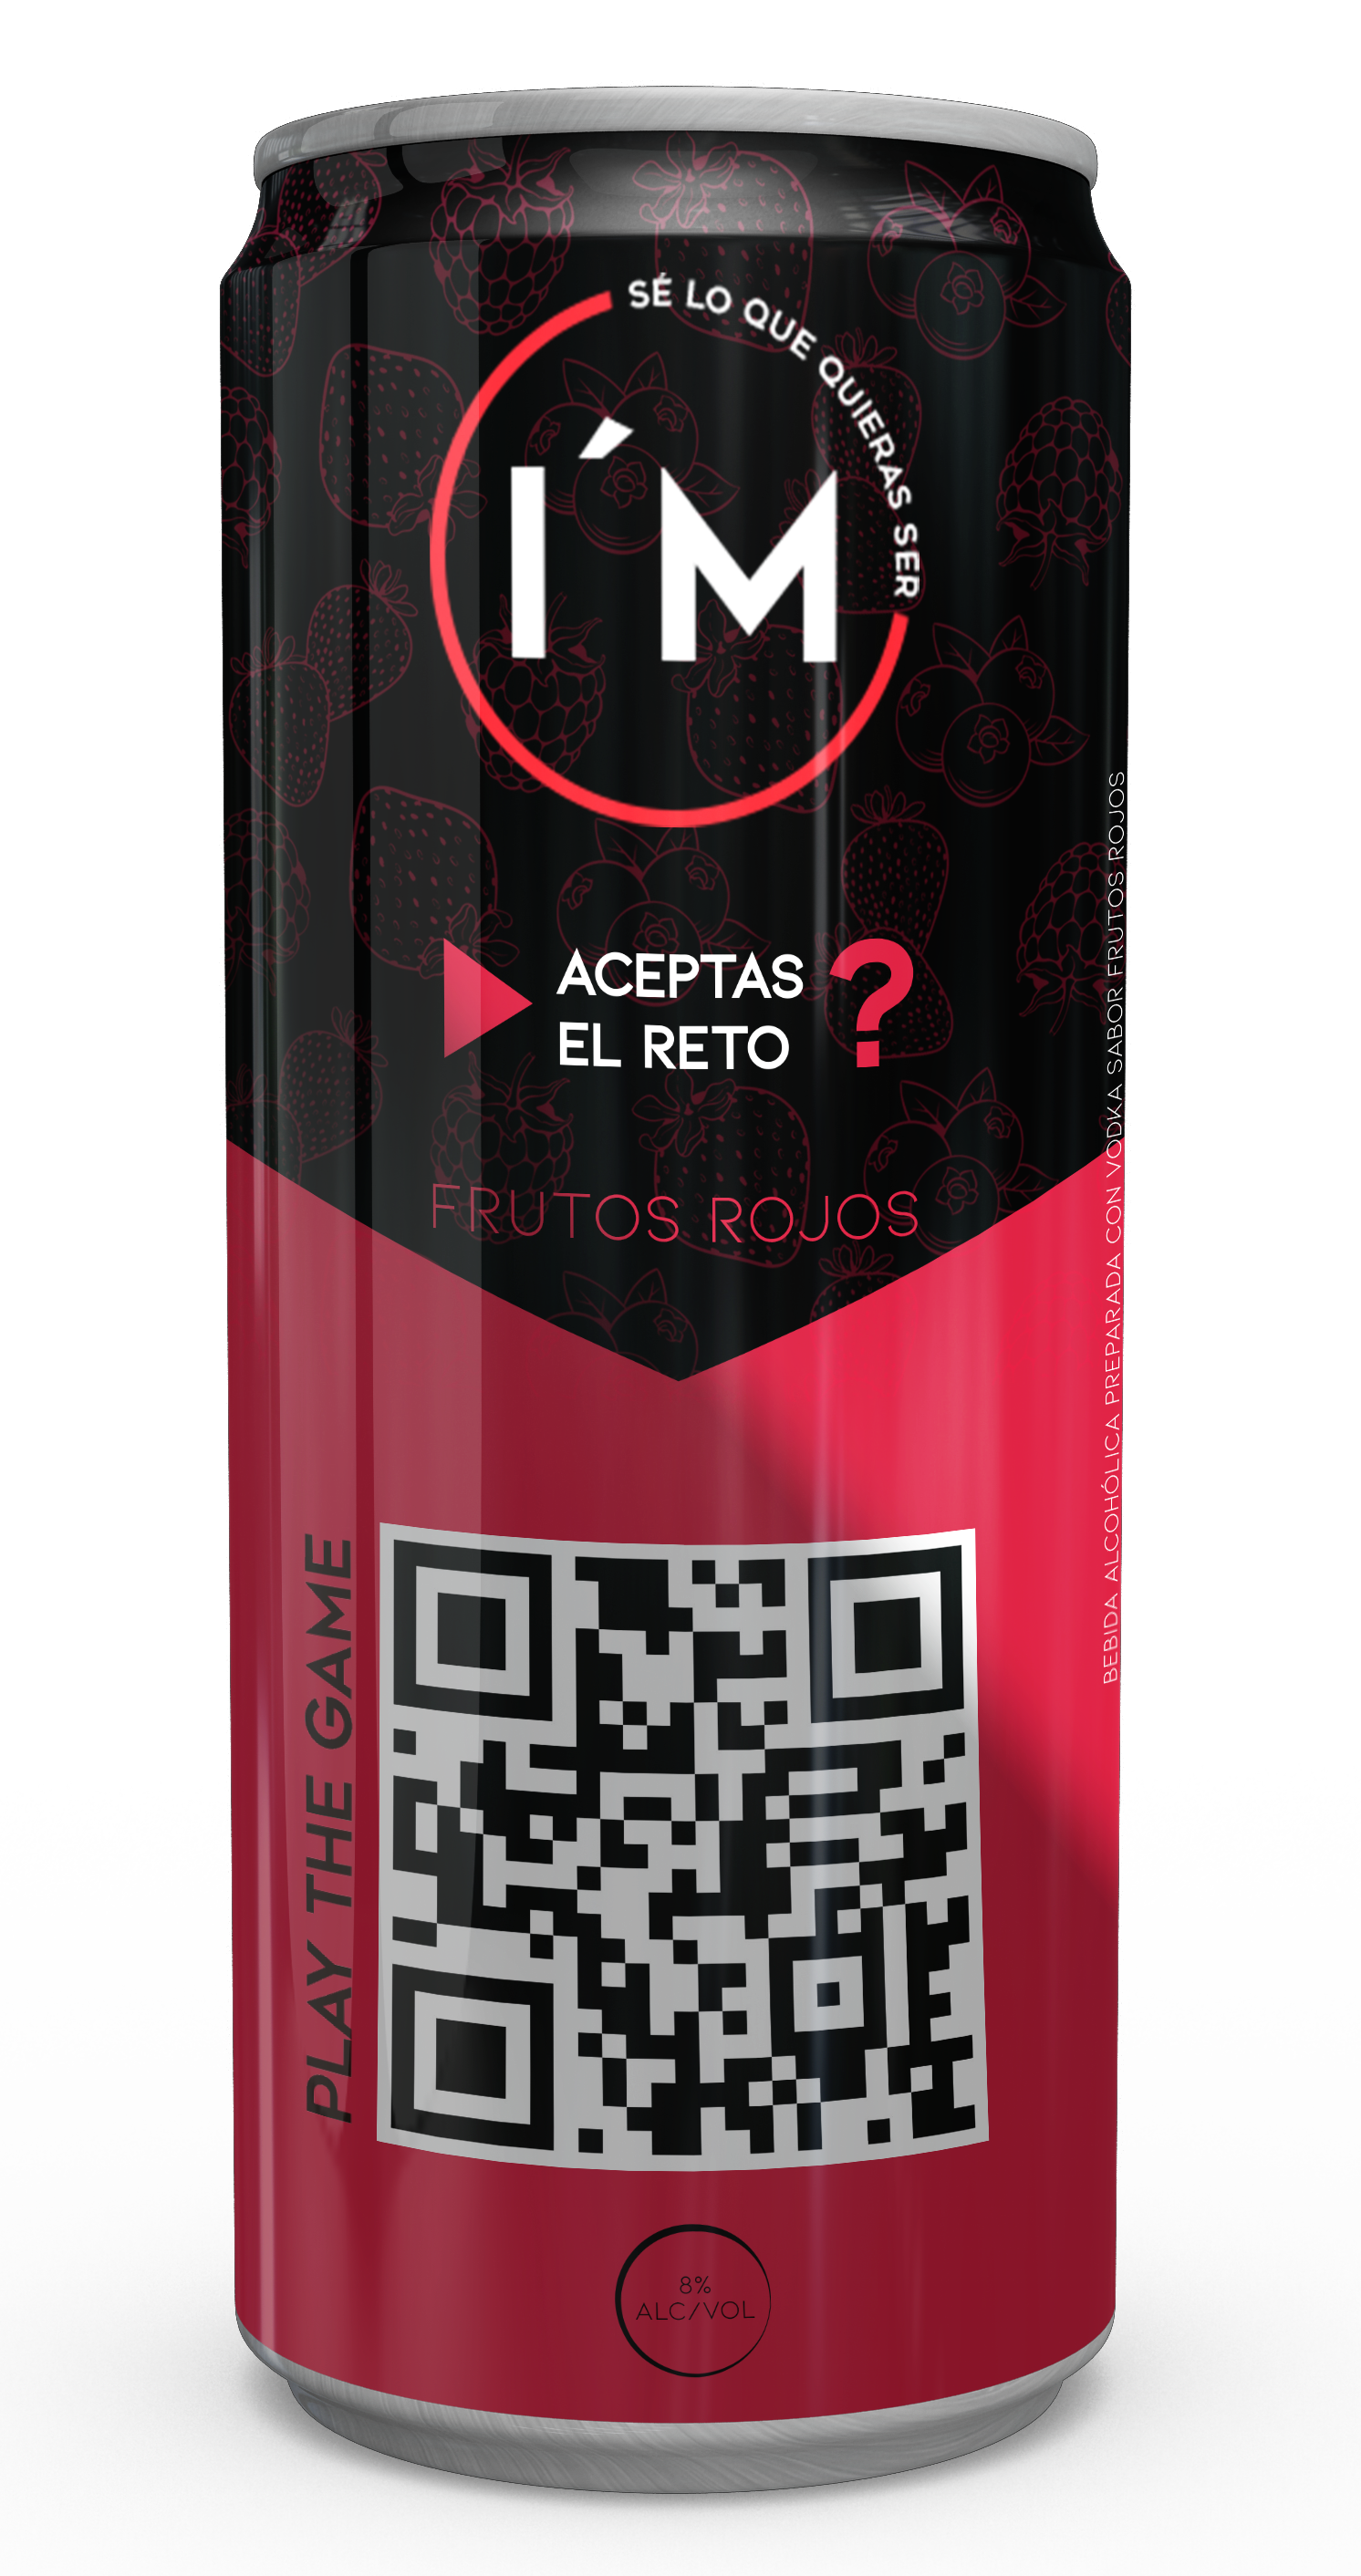 SÉ LO QUE QUIERAS SER
I´M
ACEPTAS
EL RETO
?
FRUTOS ROJOS
BEBIDA ALCOHÓLICA PREPARADA CON VODKA SABOR FRUTOS ROJOS
PLAY THE GAME
8%
ALC/VOL